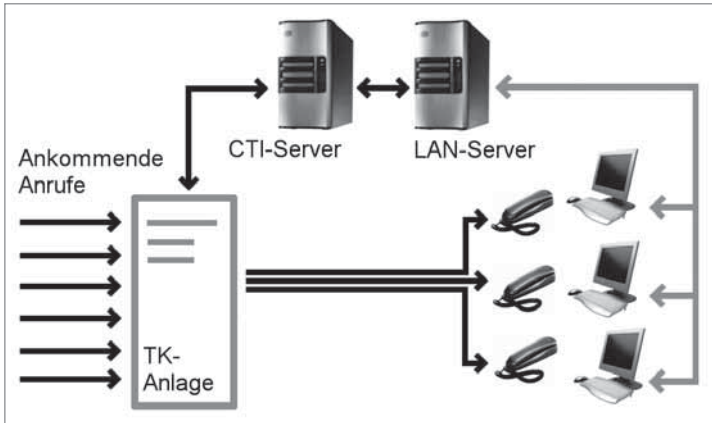 CTI-Server
LAN-Server
Ankommende
Anrufe
TK-
Anlage